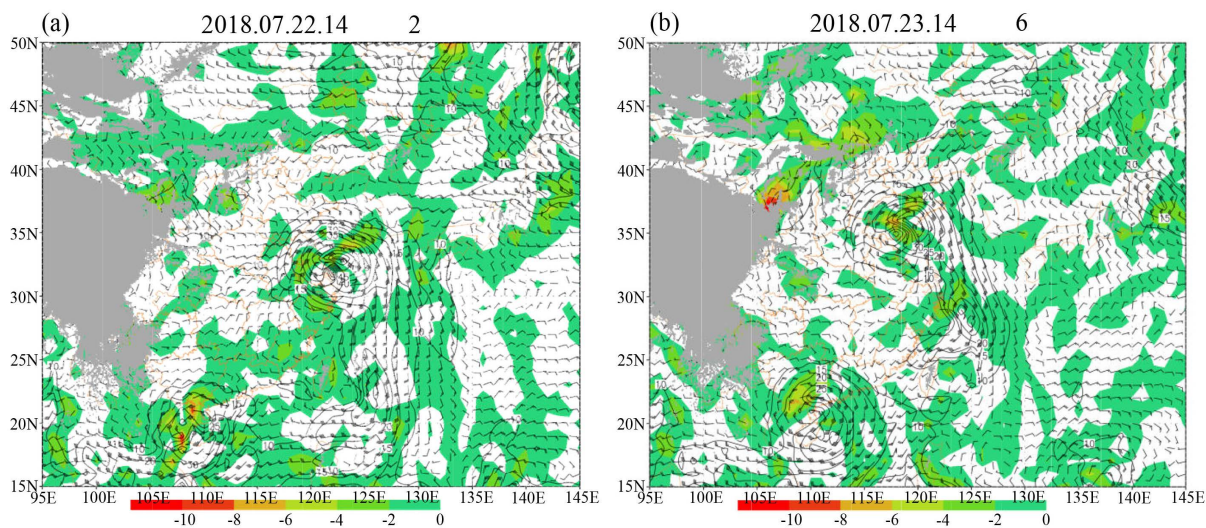 (a) 2018.07.22.14 2
50N
45N
40N
35N
30N
25N
20N
15N
95E 100E 105E 110E 115E 120E 125E 130E 135E 140E 145E
-10 -8 -6 -4 -2 0
(b) 2018.07.23.14 6
50N
45N
40N
35N
30N
25N
20N
15N
95E 100E 105E 110E 115E 120E 125E 130E 135E 140E 145E
-10 -8 -6 -4 -2 0